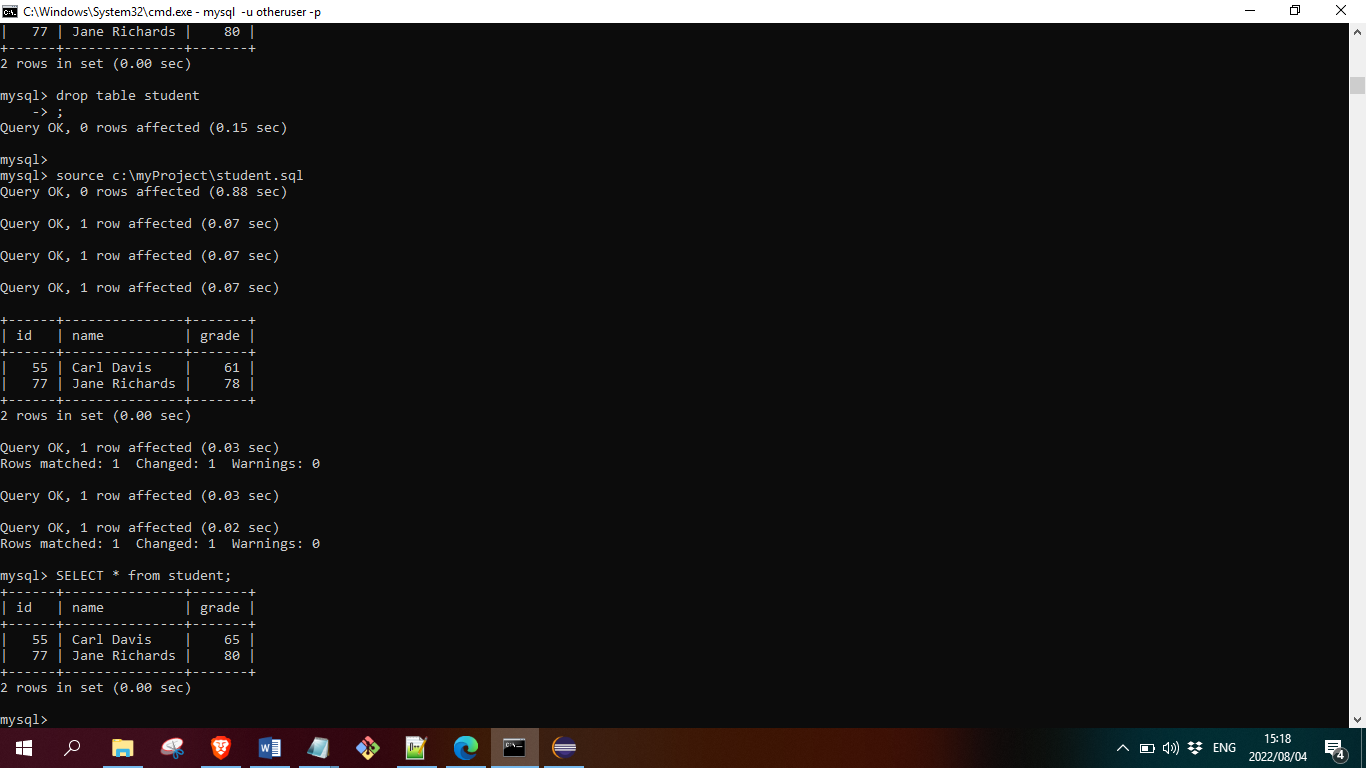 C:\Windows\System32\cmd.exe - mysql  -u otheruser -p
|   77 | Jane Richards |    80 |
+------+---------------+-------+
2 rows in set (0.00 sec)
mysql> drop table student
    -> ;
Query OK, 0 rows affected (0.15 sec)
mysql>
mysql> source c:\myProject\student.sql
Query OK, 0 rows affected (0.88 sec)
Query OK, 1 row affected (0.07 sec)
Query OK, 1 row affected (0.07 sec)
Query OK, 1 row affected (0.07 sec)
+------+---------------+-------+
| id   | name          | grade |
+------+---------------+-------+
|   55 | Carl Davis    |    61 |
|   77 | Jane Richards |    78 |
+------+---------------+-------+
2 rows in set (0.00 sec)
Query OK, 1 row affected (0.03 sec)
Rows matched: 1  Changed: 1  Warnings: 0
Query OK, 1 row affected (0.03 sec)
Query OK, 1 row affected (0.02 sec)
Rows matched: 1  Changed: 1  Warnings: 0
mysql> SELECT * from student;
+------+---------------+-------+
| id   | name          | grade |
+------+---------------+-------+
|   55 | Carl Davis    |    65 |
|   77 | Jane Richards |    80 |
+------+---------------+-------+
2 rows in set (0.00 sec)
mysql>
ENG
15:18
2022/08/04
4